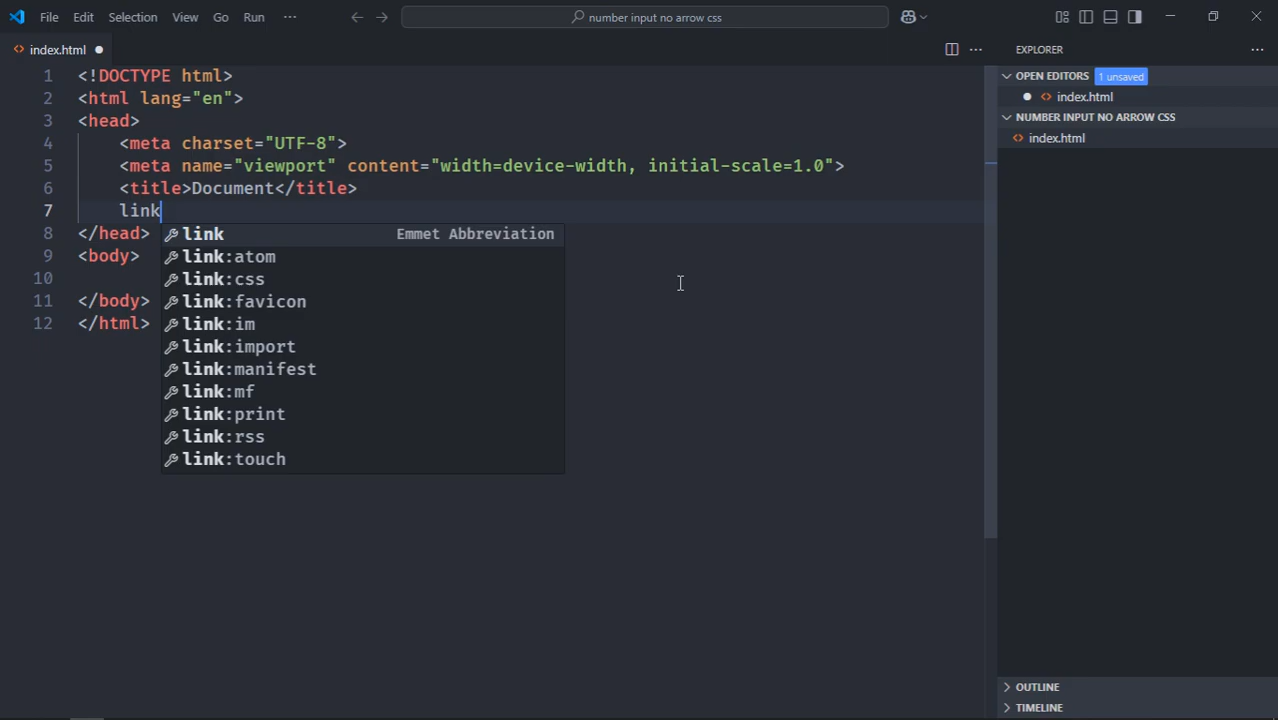 File Edit Selection View Go Run ··· number input no arrow css
index.html
1 <!DOCTYPE html>
2 <html lang="en">
3 <head>
4 <meta charset="UTF-8">
5 <meta name="viewport" content="width=device-width, initial-scale=1.0">
6 <title>Document</title>
7 link
8 </head>
9 <body>
10
11 </body>
12 </html>
link Emmet Abbreviation
link:atom
link:css
link:favicon
link:im
link:import
link:manifest
link:mf
link:print
link:rss
link:touch
EXPLORER
OPEN EDITORS 1 unsaved
index.html
NUMBER INPUT NO ARROW CSS
index.html
OUTLINE
TIMELINE